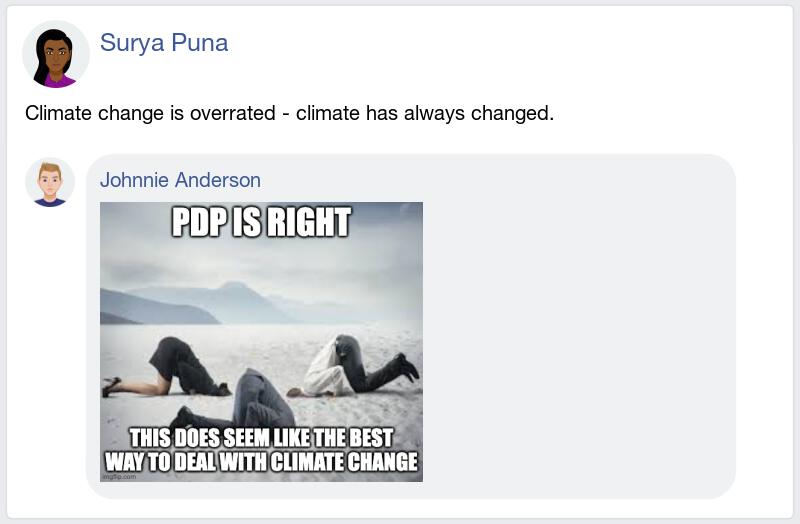 Surya Puna
Climate change is overrated - climate has always changed.
Johnnie Anderson
PDP IS RIGHT
THIS DOES SEEM LIKE THE BEST
WAY TO DEAL WITH CLIMATE CHANGE
imgflip.com